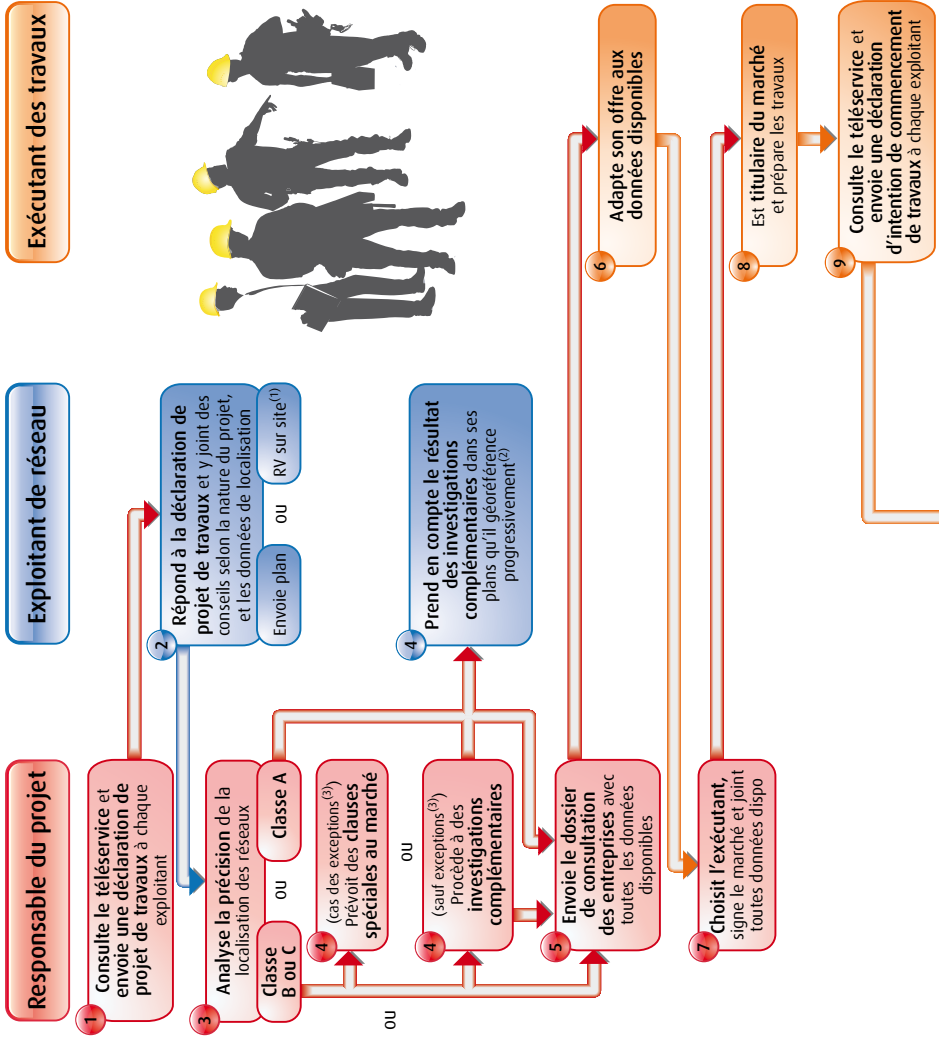 Responsable du projet
Exploitant de réseau
Exécutant des travaux
1
Consulte le téléservice et
envoie une déclaration de
projet de travaux à chaque
exploitant
2
Répond à la déclaration de
projet de travaux et y joint des
conseils selon la nature du projet,
et les données de localisation
Envoie plan
ou
RV sur site(1)
3
Analyse la précision de la
localisation des réseaux
Classe
B ou C
ou
Classe A
4
(cas des exceptions(3))
Prévoit des clauses
spéciales au marché
ou
ou
4
(sauf exceptions(3))
Procède à des
investigations
complémentaires
4
Prend en compte le résultat
des investigations
complémentaires dans ses
plans qu'il géoréférence
progressivement(2)
5
Envoie le dossier
de consultation
des entreprises avec
toutes les données
disponibles
6
Adapte son offre aux
données disponibles
7
Choisit l'exécutant,
signe le marché et joint
toutes données dispo
8
Est titulaire du marché
et prépare les travaux
9
Consulte le téléservice et
envoie une déclaration
d'intention de commencement
de travaux à chaque exploitant